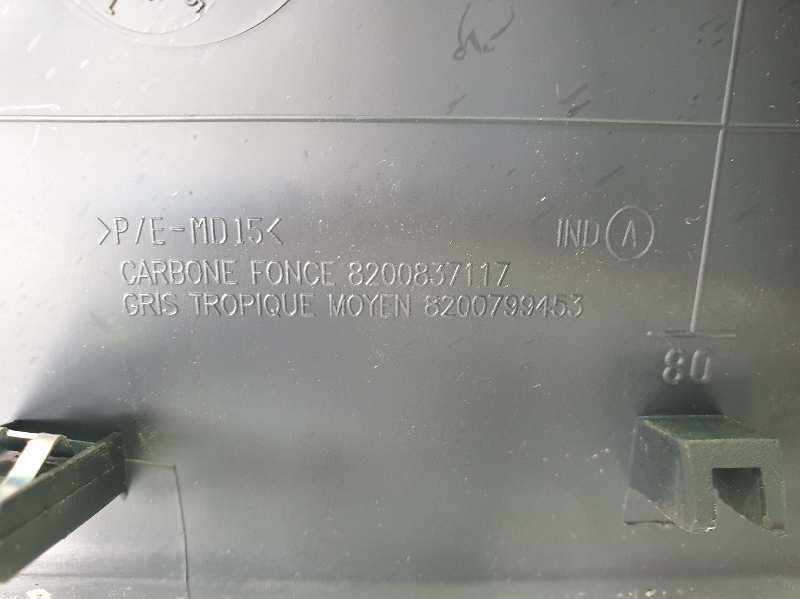 >P/E-MD15<
IND A
CARBONE FONCE 8200837117
GRIS TROPIQUE MOYEN 8200799453
80